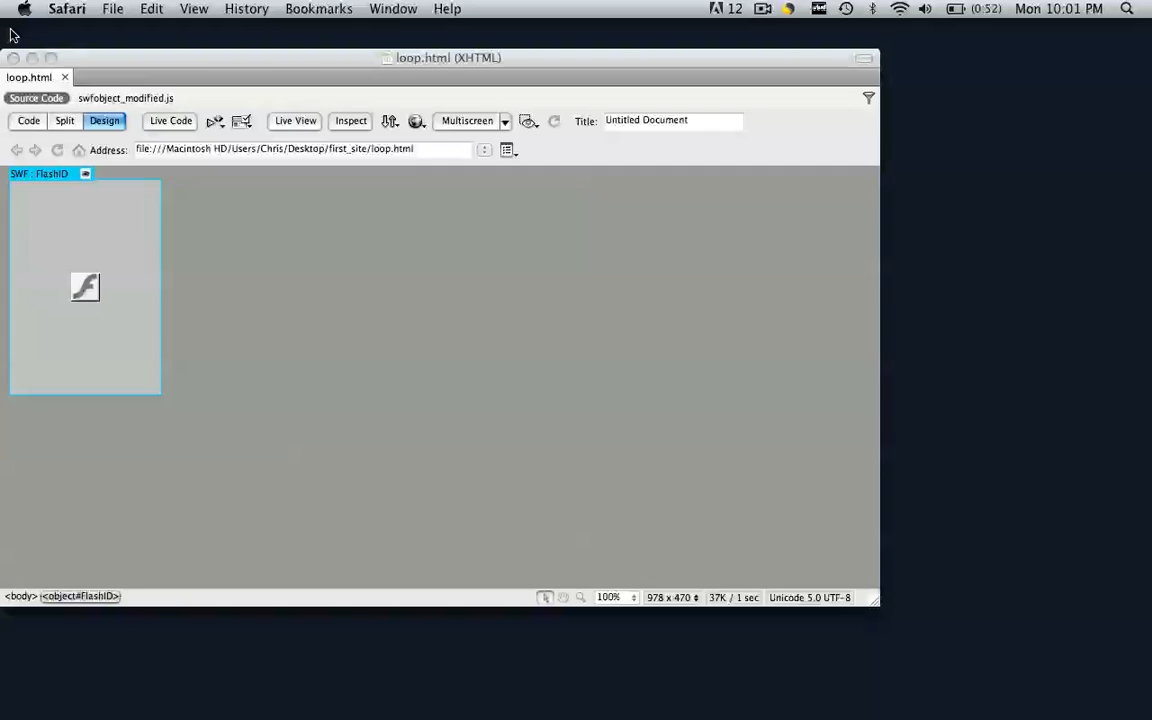 Safari File Edit View History Bookmarks Window Help 12 (0:52) Mon 10:01 PM
loop.html (XHTML)
loop.html
Source Code swfobject_modified.js
Code Split Design Live Code Live View Inspect Multiscreen Title: Untitled Document
Address: file:///Macintosh HD/Users/Chris/Desktop/first_site/loop.html
SWF : FlashID
<body> <object#FlashID> 100% 978 x 470 37K / 1 sec Unicode 5.0 UTF-8